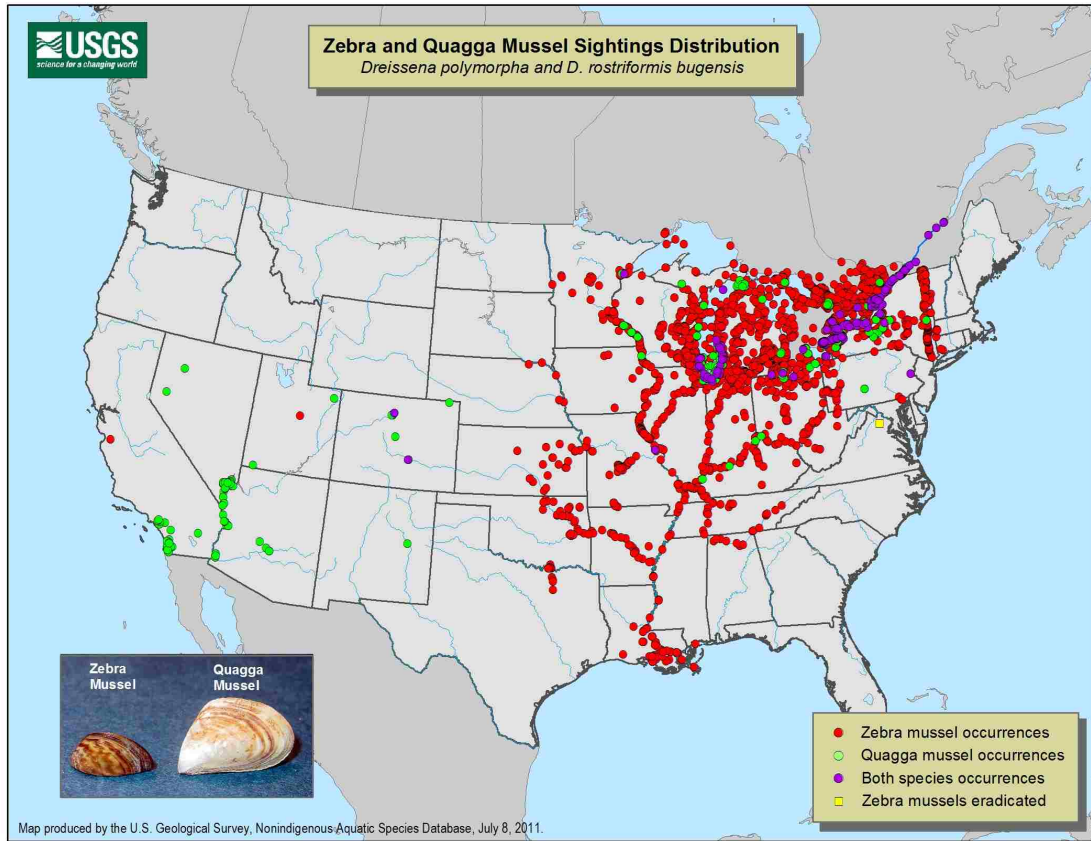 USGS
science for a changing world
Zebra and Quagga Mussel Sightings Distribution
Dreissena polymorpha and D. rostriformis bugensis
Zebra
Mussel
Quagga
Mussel
Zebra mussel occurrences
Quagga mussel occurrences
Both species occurrences
Zebra mussels eradicated
Map produced by the U.S. Geological Survey, Nonindigenous Aquatic Species Database, July 8, 2011.